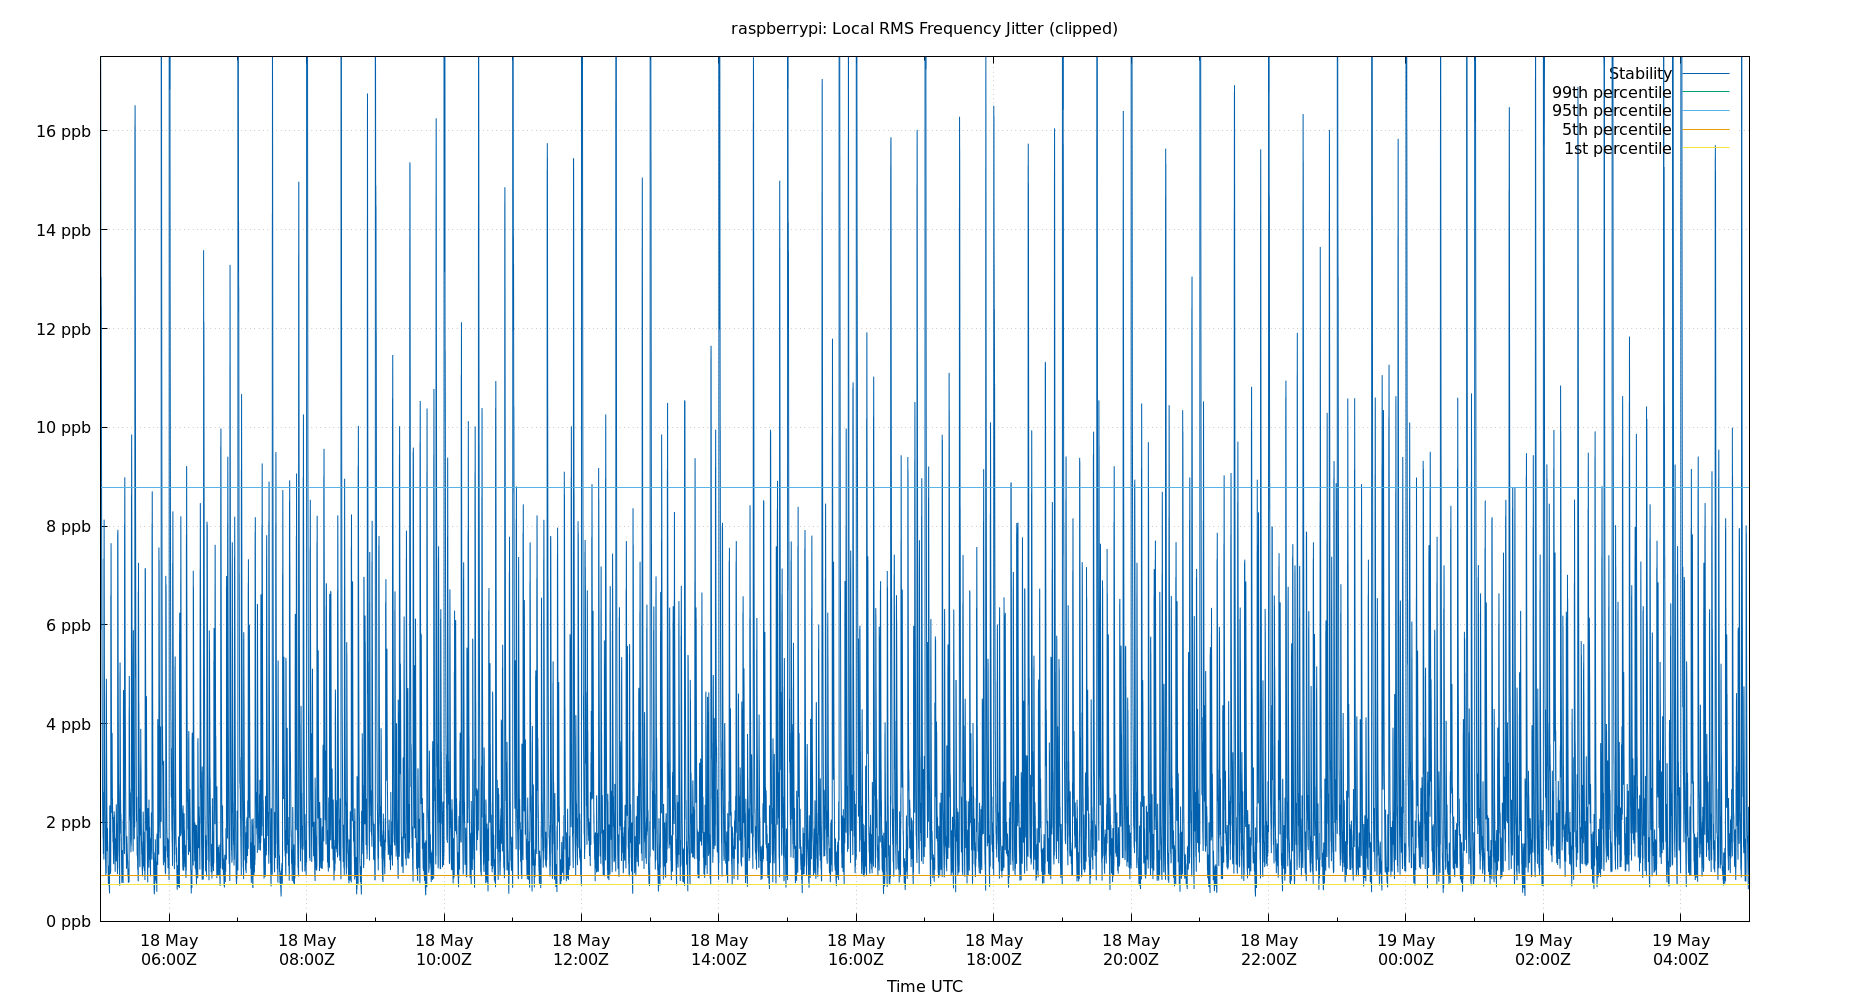 raspberrypi: Local RMS Frequency Jitter (clipped)
Stability
99th percentile
95th percentile
5th percentile
1st percentile
16 ppb
14 ppb
12 ppb
10 ppb
8 ppb
6 ppb
4 ppb
2 ppb
0 ppb
18 May 18 May 18 May 18 May 18 May 18 May 18 May 18 May 18 May 19 May 19 May 19 May
06:00Z 08:00Z 10:00Z 12:00Z 14:00Z 16:00Z 18:00Z 20:00Z 22:00Z 00:00Z 02:00Z 04:00Z
Time UTC